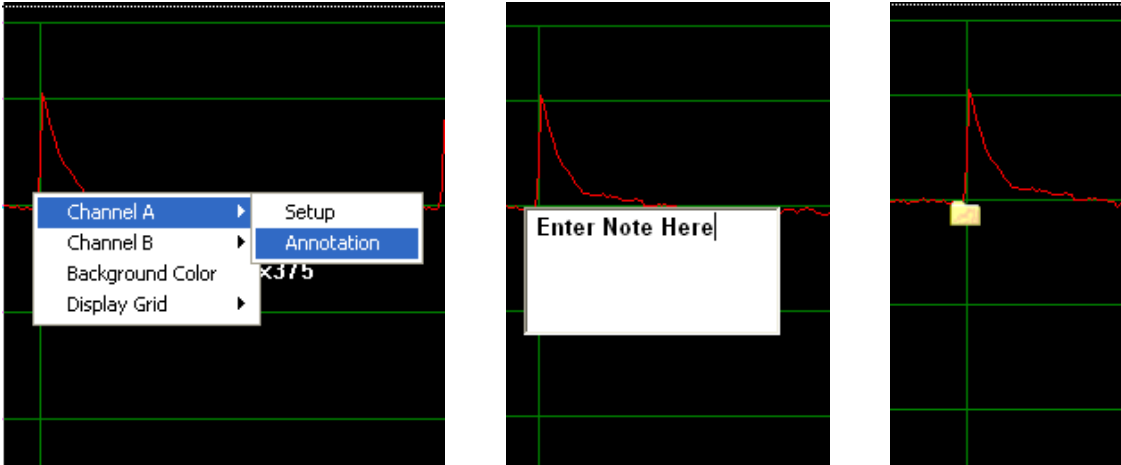 Channel A
Setup
Channel B
Annotation
Background Color
x375
Display Grid
Enter Note Here